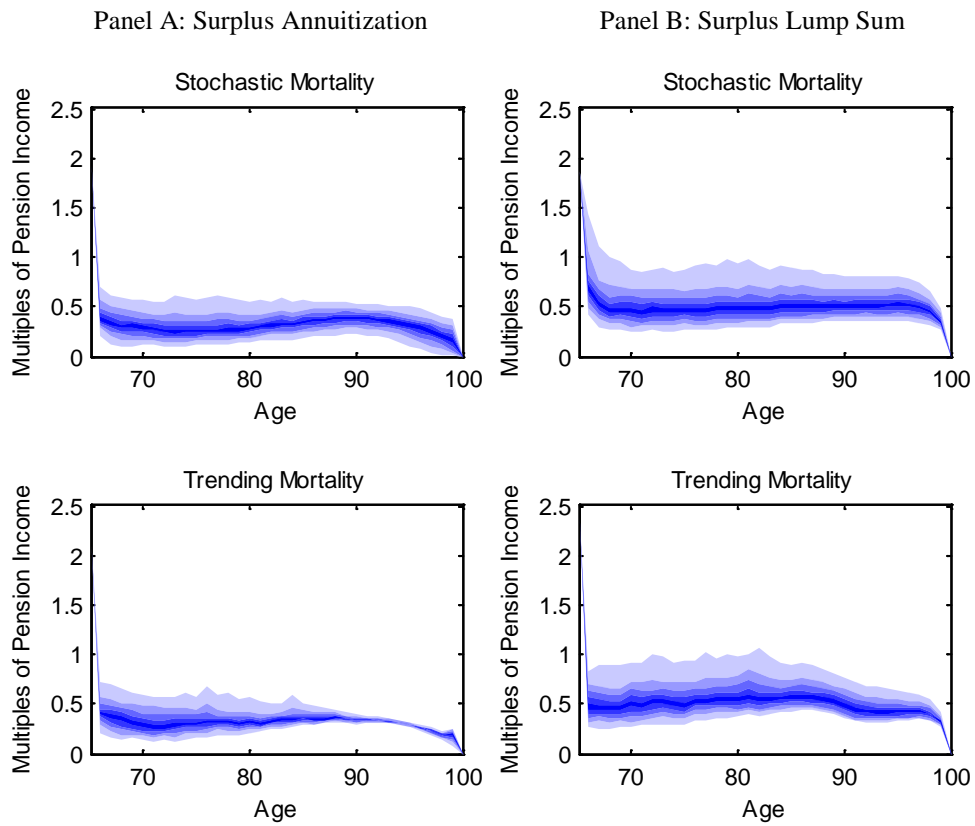 Panel A: Surplus Annuitization
Panel B: Surplus Lump Sum
Stochastic Mortality
Multiples of Pension Income
2.5
2
1.5
1
0.5
0
70
80
90
100
Age
Stochastic Mortality
Multiples of Pension Income
2.5
2
1.5
1
0.5
0
70
80
90
100
Age
Trending Mortality
Multiples of Pension Income
2.5
2
1.5
1
0.5
0
70
80
90
100
Age
Trending Mortality
Multiples of Pension Income
2.5
2
1.5
1
0.5
0
70
80
90
100
Age